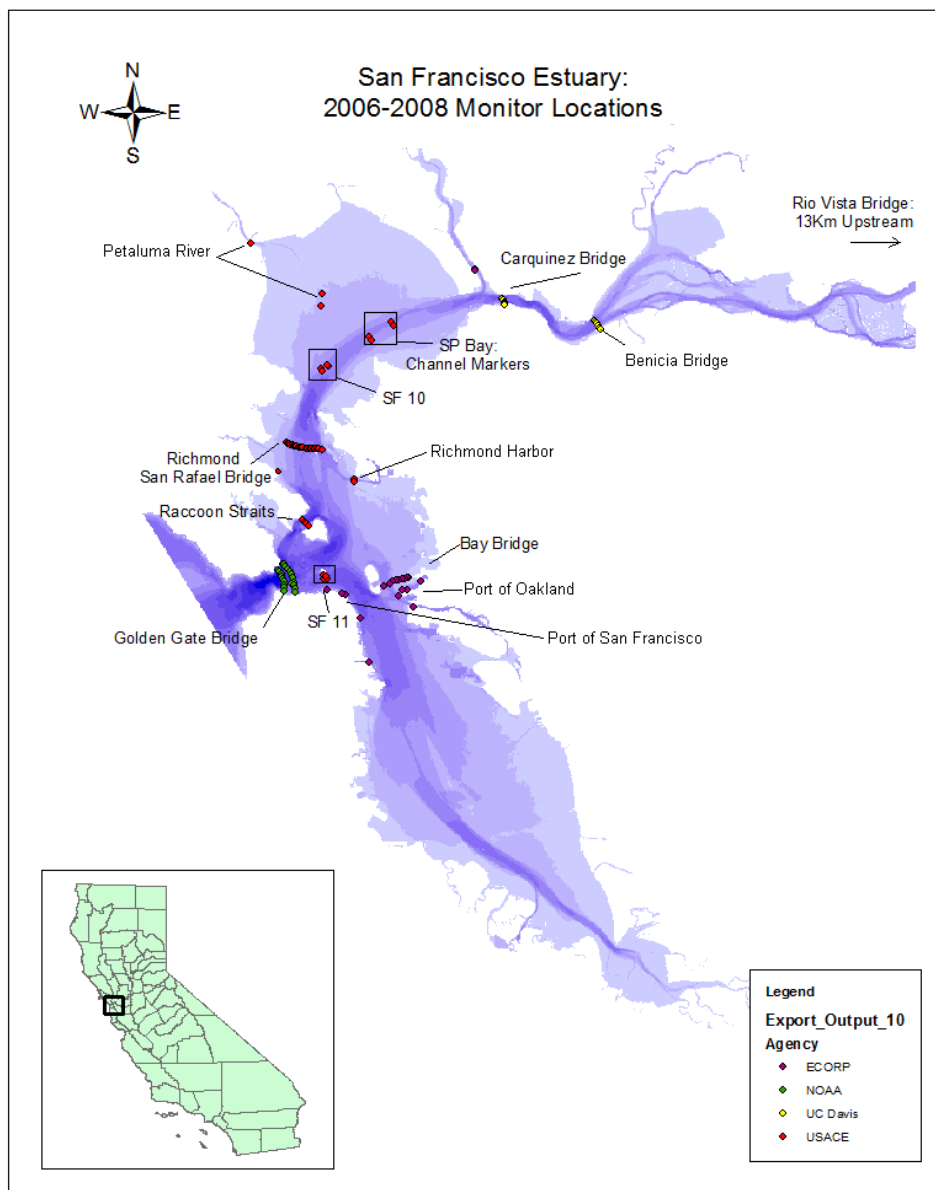 San Francisco Estuary:
2006-2008 Monitor Locations
N
W
E
S
Rio Vista Bridge:
13Km Upstream
Petaluma River
Carquinez Bridge
SP Bay:
Channel Markers
Benicia Bridge
SF 10
Richmond
San Rafael Bridge
Richmond Harbor
Raccoon Straits
Bay Bridge
Port of Oakland
SF 11
Golden Gate Bridge
Port of San Francisco
Legend
Export_Output_10
Agency
ECORP
NOAA
UC Davis
USACE